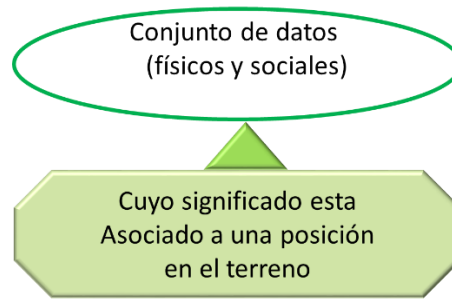 Conjunto de datos
(físicos y sociales)
Cuyo significado esta
Asociado a una posición
en el terreno